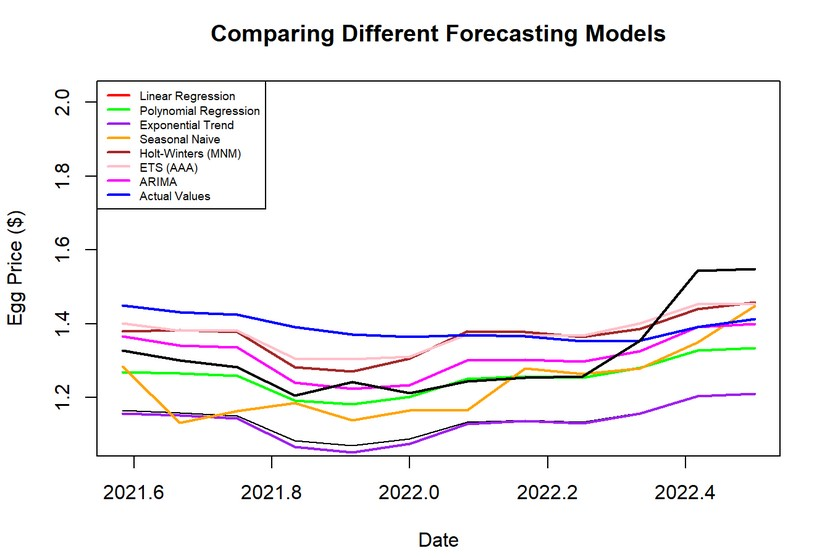 Comparing Different Forecasting Models
Linear Regression
Polynomial Regression
Exponential Trend
Seasonal Naive
Holt-Winters (MNM)
ETS (AAA)
ARIMA
Actual Values
Egg Price ($)
2.0
1.8
1.6
1.4
1.2
2021.6 2021.8 2022.0 2022.2 2022.4
Date